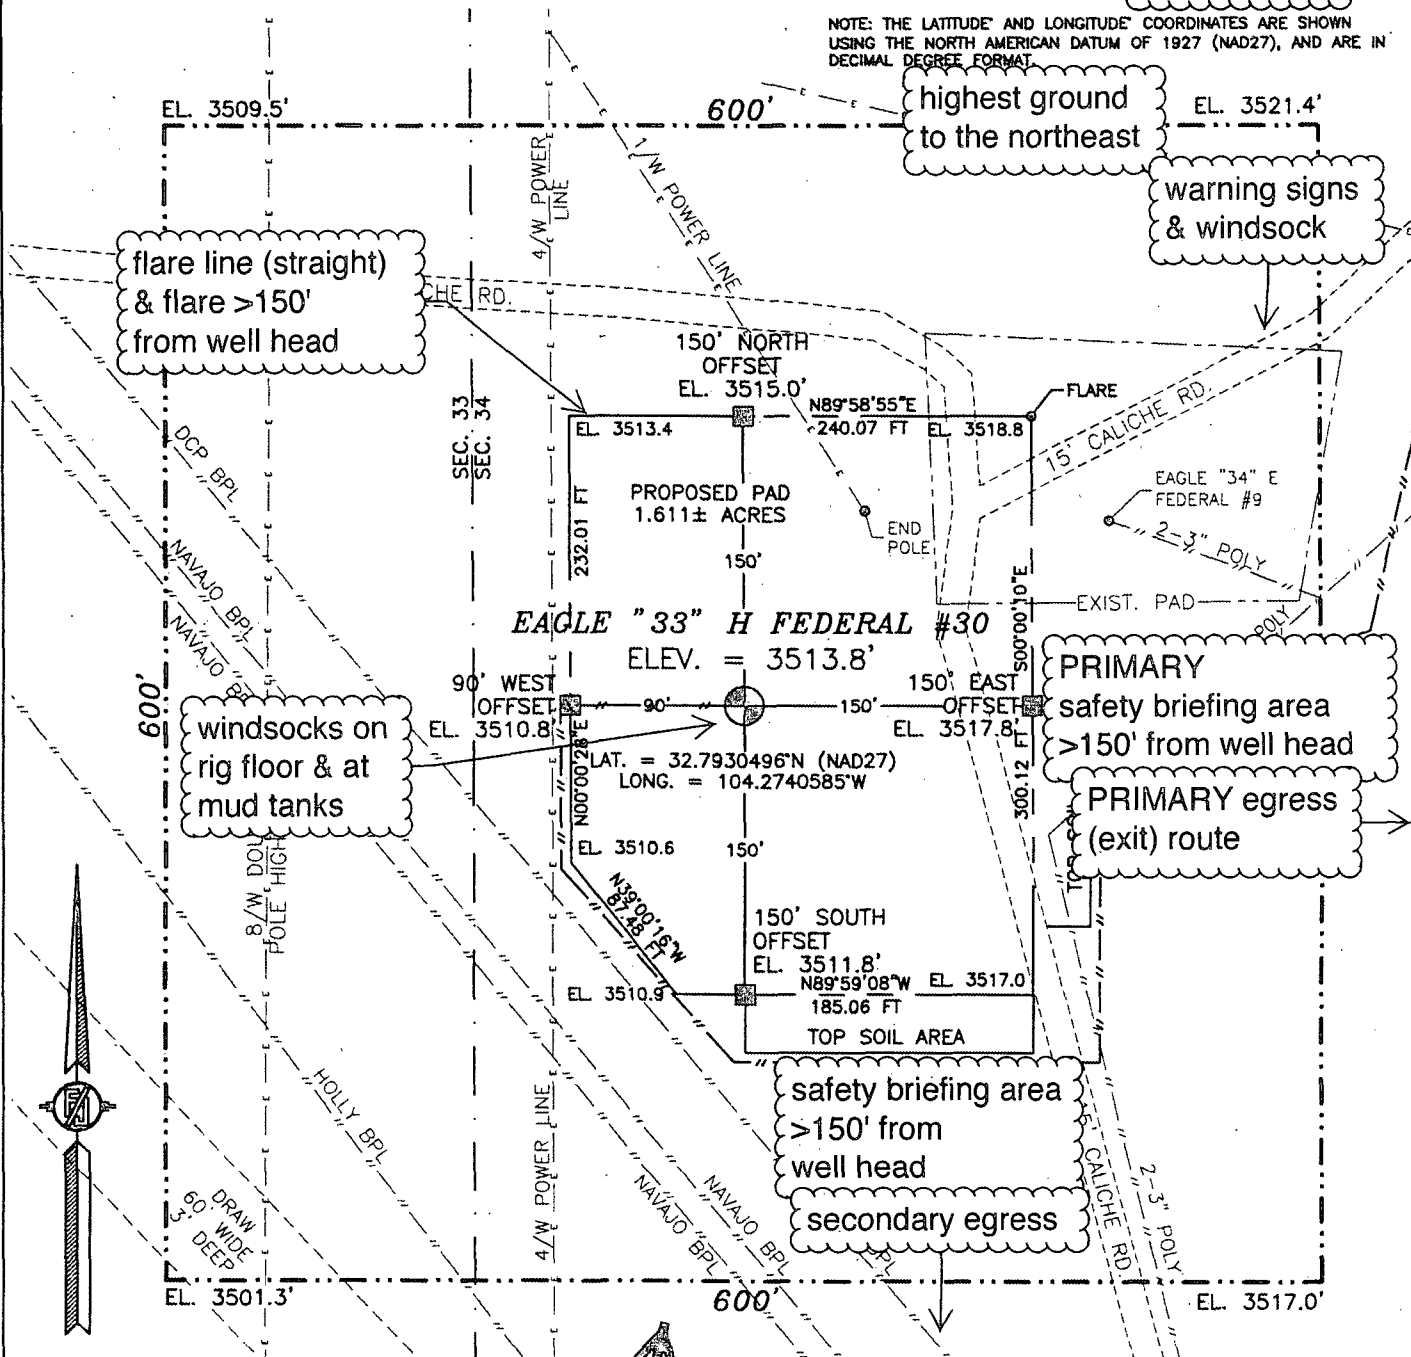 NOTE: THE LATITUDE° AND LONGITUDE° COORDINATES ARE SHOWN
USING THE NORTH AMERICAN DATUM OF 1927 (NAD27), AND ARE IN
DECIMAL DEGREE FORMAT.
highest ground
to the northeast
EL. 3509.5'
600'
EL. 3521.4'
warning signs
& windsock
4/W POWER
LINE
1/W POWER LINE
flare line (straight)
& flare >150'
from well head
CHE RD.
150' NORTH
OFFSET
EL. 3515.0'
N89°58'55"E
240.07 FT
EL. 3513.4
EL. 3518.8
FLARE
15' CALICHE RD.
SEC. 33
SEC. 34
DCP BPL
232.01 FT
PROPOSED PAD
1.611± ACRES
END
POLE
EAGLE "34" E
FEDERAL #9
2-3" POLY
150'
NAVAJO BPL
NAVAJO
S00°00'10"E
EXIST. PAD
POLY
EAGLE "33" H FEDERAL #30
ELEV. = 3513.8'
PRIMARY
safety briefing area
>150' from well head
90' WEST
OFFSET
EL. 3510.8'
90'
150'
150' EAST
OFFSET
EL. 3517.8'
600'
windsocks on
rig floor & at
mud tanks
N00°00'28"E
LAT. = 32.7930496°N (NAD27)
LONG. = 104.2740585°W
300.12 FT
PRIMARY egress
(exit) route
EL. 3510.6
150'
8/W DOU
POLE HIGH
N39°00'16"W
87.48 FT
150' SOUTH
OFFSET
EL. 3511.8'
N89°59'08"W
185.06 FT
EL. 3517.0
EL. 3510.9
TOP SOIL AREA
safety briefing area
>150' from
well head
secondary egress
HOLLY BPL
4/W POWER LINE
NAVAJO BPL
NAVAJO BPL
BPL
CALICHE RD.
2-3" POLY
DRAW
60' WIDE
3' DEEP
EL. 3501.3'
600'
EL. 3517.0'